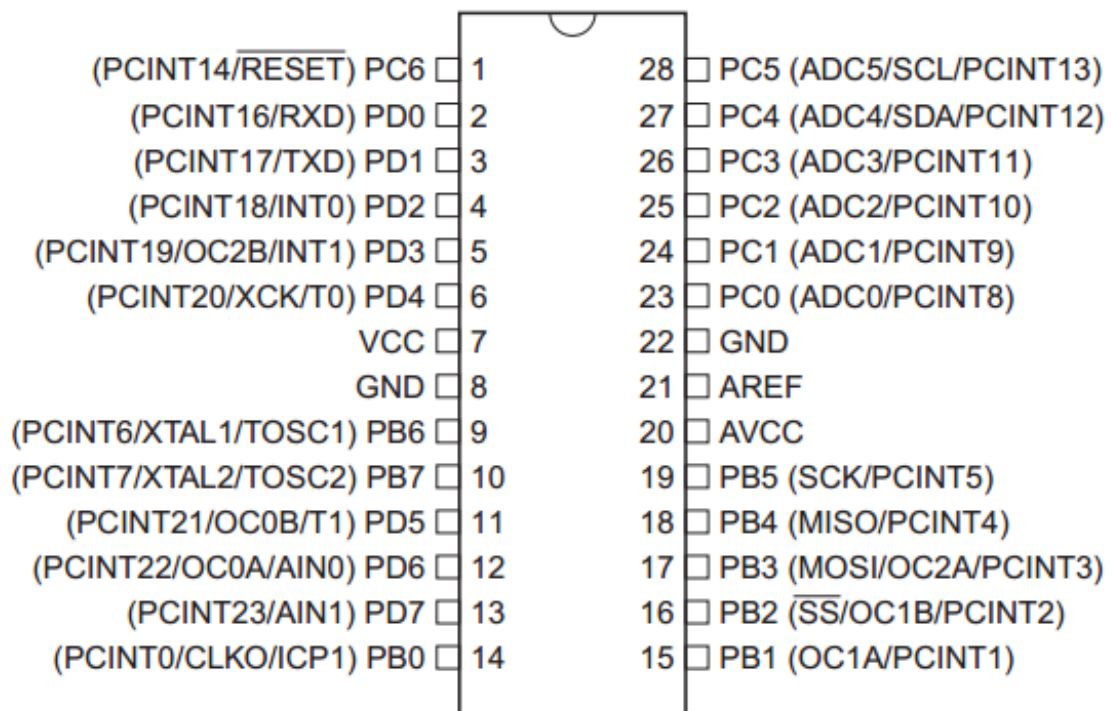 (PCINT14/RESET) PC6 1 28 PC5 (ADC5/SCL/PCINT13)
(PCINT16/RXD) PD0 2 27 PC4 (ADC4/SDA/PCINT12)
(PCINT17/TXD) PD1 3 26 PC3 (ADC3/PCINT11)
(PCINT18/INT0) PD2 4 25 PC2 (ADC2/PCINT10)
(PCINT19/OC2B/INT1) PD3 5 24 PC1 (ADC1/PCINT9)
(PCINT20/XCK/T0) PD4 6 23 PC0 (ADC0/PCINT8)
VCC 7 22 GND
GND 8 21 AREF
(PCINT6/XTAL1/TOSC1) PB6 9 20 AVCC
(PCINT7/XTAL2/TOSC2) PB7 10 19 PB5 (SCK/PCINT5)
(PCINT21/OC0B/T1) PD5 11 18 PB4 (MISO/PCINT4)
(PCINT22/OC0A/AIN0) PD6 12 17 PB3 (MOSI/OC2A/PCINT3)
(PCINT23/AIN1) PD7 13 16 PB2 (SS/OC1B/PCINT2)
(PCINT0/CLKO/ICP1) PB0 14 15 PB1 (OC1A/PCINT1)